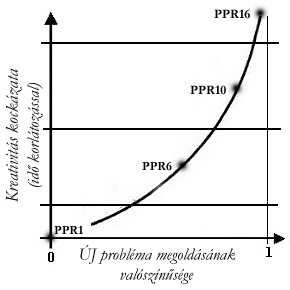 PPR16
PPR10
PPR6
PPR1
Kreativitás kockázata
(idő korlátozással)
0
1
ÚJ probléma megoldásának
valószínűsége